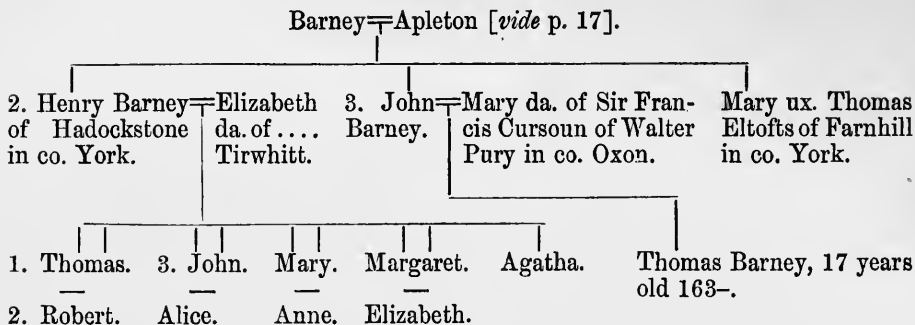 Barney=Apleton [vide p. 17].
2. Henry Barney=Elizabeth
of Hadockstone da. of ....
in co. York. Tirwhitt.
3. John=Mary da. of Sir Fran-
Barney. cis Cursoun of Walter
Pury in co. Oxon.
Mary ux. Thomas
Eltofts of Farnhill
in co. York.
1. Thomas. 3. John. Mary. Margaret. Agatha.
2. Robert. Alice. Anne. Elizabeth.
Thomas Barney, 17 years
old 163–.